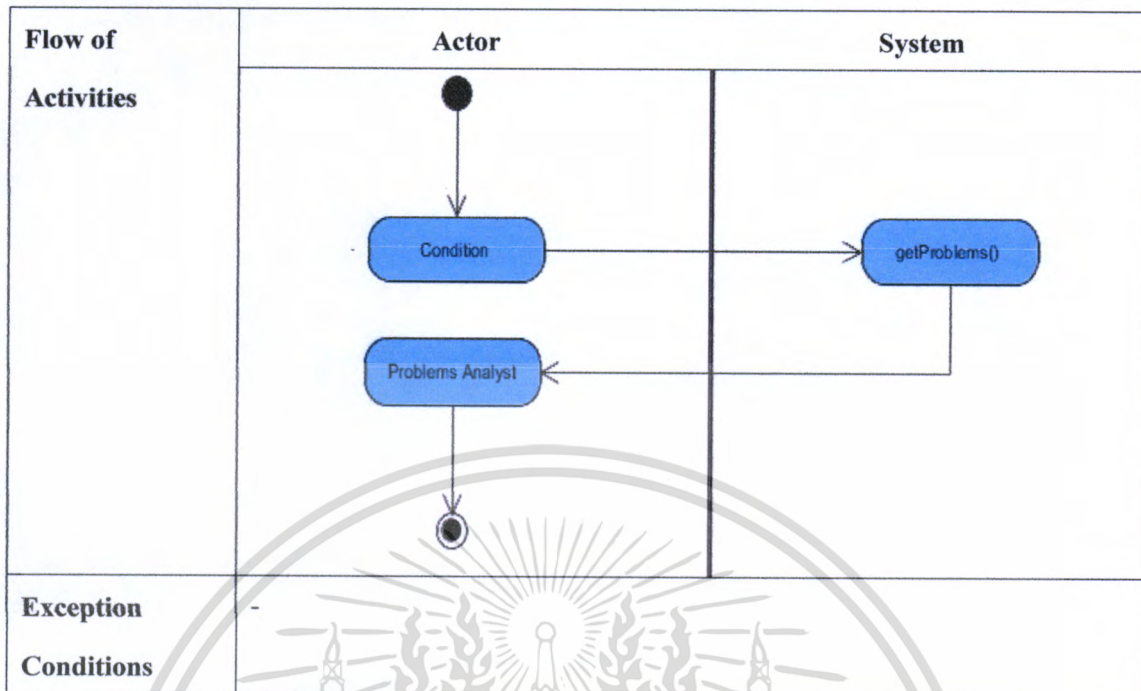 Flow of
Activities
Actor
System
Condition
getProblems()
Problems Analyst
Exception
Conditions
-